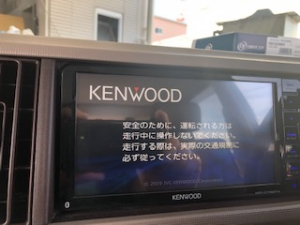 KENWOOD
安全のために、運転される方は
走行中に操作しないでください。
走行する際は、実際の交通規制に
必ず従ってください。
KENWOOD